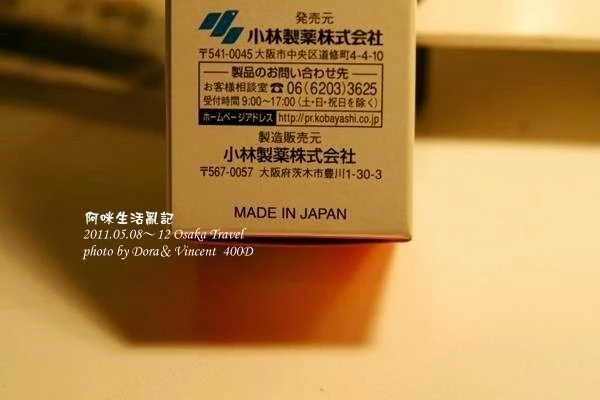 発売元
小林製薬株式会社
〒541-0045 大阪市中央区道修町4-4-10
製品のお問い合わせ先
お客様相談室 ☎ 06(6203)3625
受付時間 9:00〜17:00 (土・日・祝日を除く)
ホームページアドレス http://pr.kobayashi.co.jp
製造販売元
小林製薬株式会社
〒567-0057 大阪府茨木市豊川1-30-3
MADE IN JAPAN
阿咪生活亂記
2011.05.08〜 12 Osaka Travel
photo by Dora& Vincent 400D